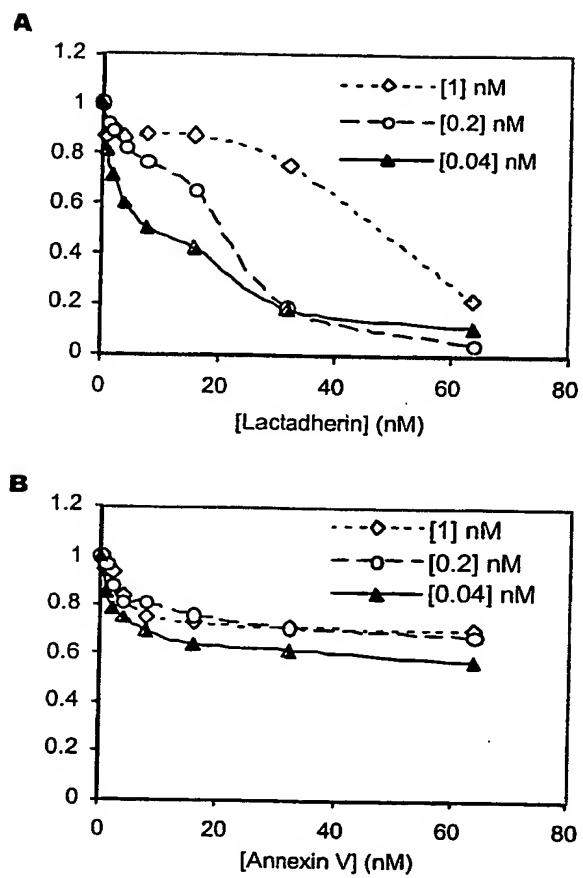 A
1.2
1
0.8
0.6
0.4
0.2
0
[1] nM
[0.2] nM
[0.04] nM
0 20 40 60 80
[Lactadherin] (nM)
B
1.2
1
0.8
0.6
0.4
0.2
0
[1] nM
[0.2] nM
[0.04] nM
0 20 40 60 80
[Annexin V] (nM)